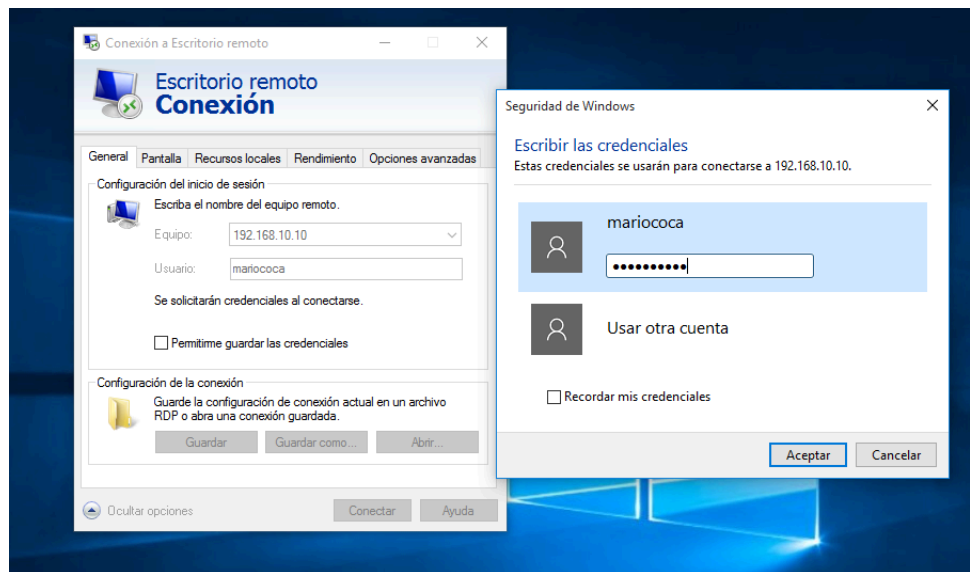 Conexión a Escritorio remoto
Escritorio remoto
Conexión
General Pantalla Recursos locales Rendimiento Opciones avanzadas
Configuración del inicio de sesión
Escriba el nombre del equipo remoto.
Equipo: 192.168.10.10
Usuario: mariococa
Se solicitarán credenciales al conectarse.
Permitirme guardar las credenciales
Configuración de la conexión
Guarde la configuración de conexión actual en un archivo
RDP o abra una conexión guardada.
Guardar Guardar como... Abrir...
Ocultar opciones Conectar Ayuda
Seguridad de Windows
Escribir las credenciales
Estas credenciales se usarán para conectarse a 192.168.10.10.
mariococa
••••••••••
Usar otra cuenta
Recordar mis credenciales
Aceptar Cancelar